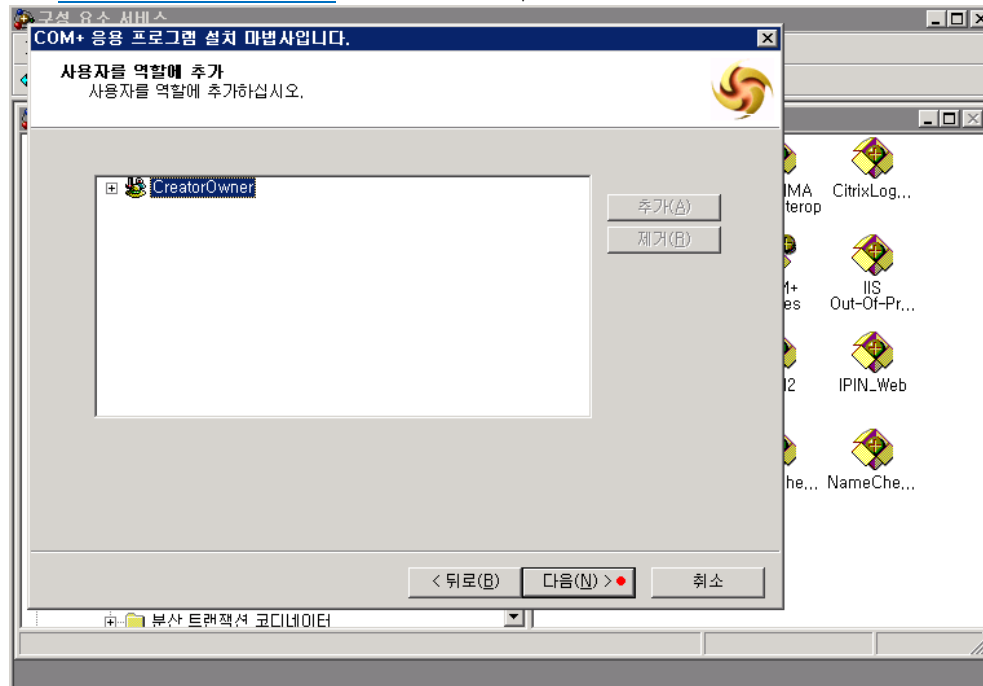 구성 요소 서비스
COM+ 응용 프로그램 설치 마법사입니다.
사용자를 역할에 추가
사용자를 역할에 추가하십시오.
CreatorOwner
추가(A)
제거(R)
IMA
terop
CitrixLog...
M+
es
IIS
Out-Of-Pr...
12
IPIN_Web
he...
NameChe...
< 뒤로(B)
다음(N) >
취소
분산 트랜잭션 코디네이터